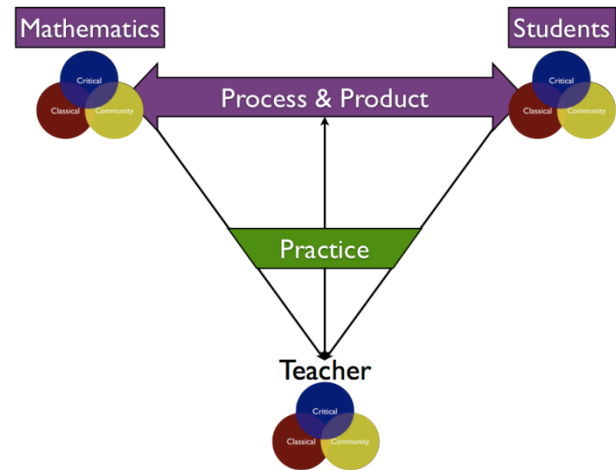 Mathematics
Students
Critical
Classical
Community
Process & Product
Critical
Classical
Community
Practice
Teacher
Critical
Classical
Community